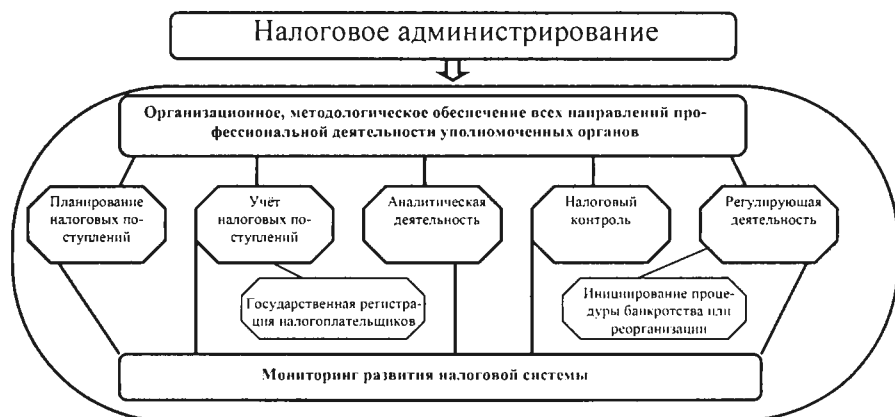 Налоговое администрирование
Организационное, методологическое обеспечение всех направлений про-
фессиональной деятельности уполномоченных органов
Планирование
налоговых по-
ступлений
Учёт
налоговых по-
ступлений
Аналитическая
деятельность
Налоговый
контроль
Регулирующая
деятельность
Государственная регистра-
ция налогоплательщиков
Инициирование проце-
дуры банкротства или
реорганизации
Мониторинг развития налоговой системы